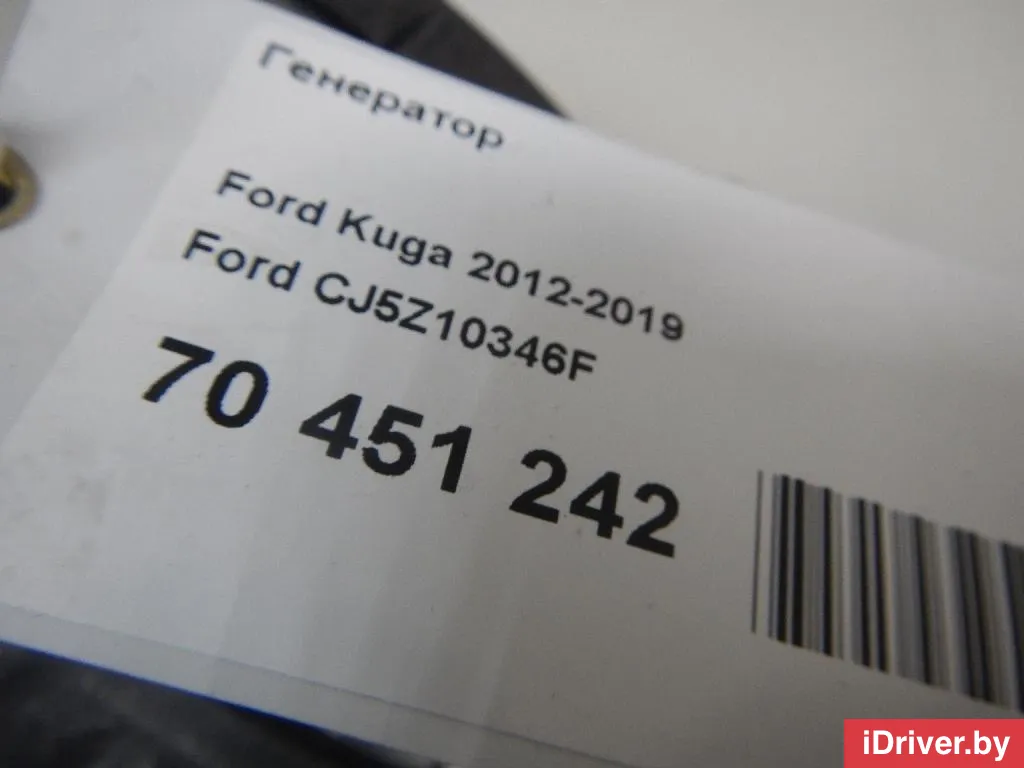 Генератор
Ford Kuga 2012-2019
Ford CJ5Z10346F
70 451 242
iDriver.by